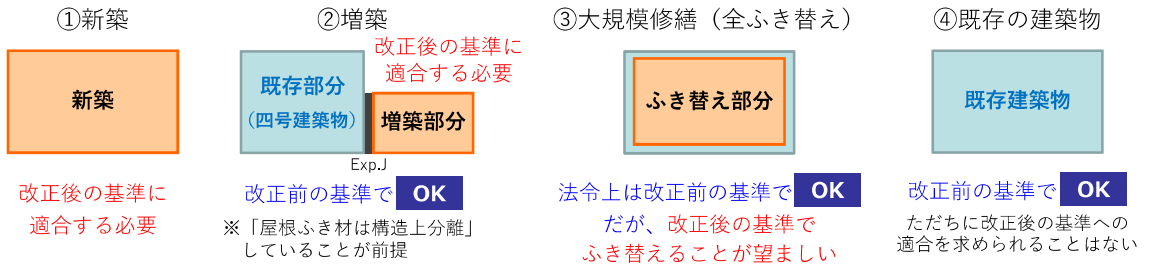 ①新築
新築
改正後の基準に
適合する必要
②増築
改正後の基準に
適合する必要
既存部分
(四号建築物)
増築部分
Exp.J
改正前の基準で OK
※「屋根ふき材は構造上分離」
していることが前提
③大規模修繕（全ふき替え）
ふき替え部分
法令上は改正前の基準で OK
だが、改正後の基準で
ふき替えることが望ましい
④既存の建築物
既存建築物
改正前の基準で OK
ただちに改正後の基準への
適合を求められることはない